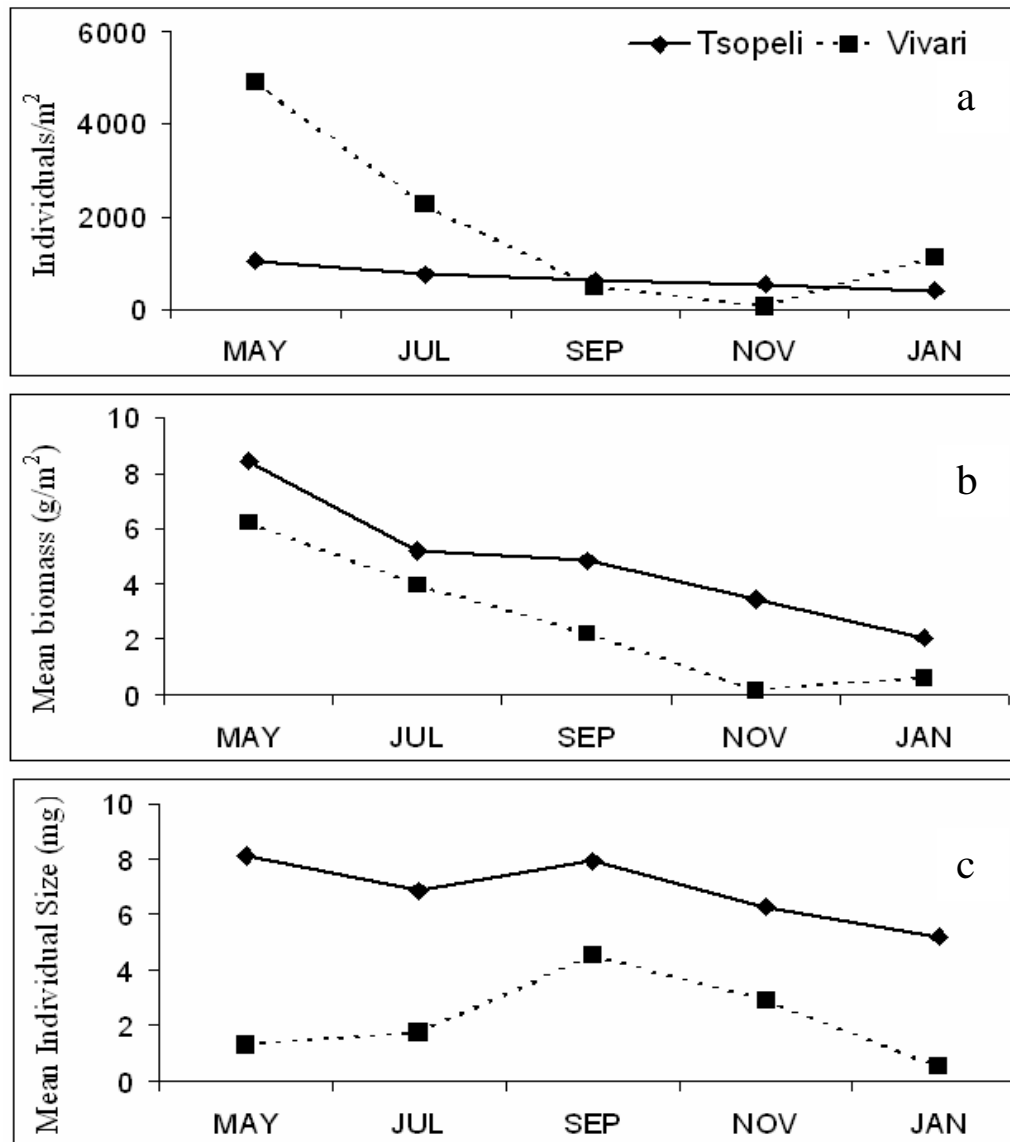 6000
4000
2000
0
Individuals/m²
Tsopeli Vivari
a
MAY JUL SEP NOV JAN
10
8
6
4
2
0
Mean biomass (g/m²)
b
MAY JUL SEP NOV JAN
10
8
6
4
2
0
Mean Individual Size (mg)
c
MAY JUL SEP NOV JAN